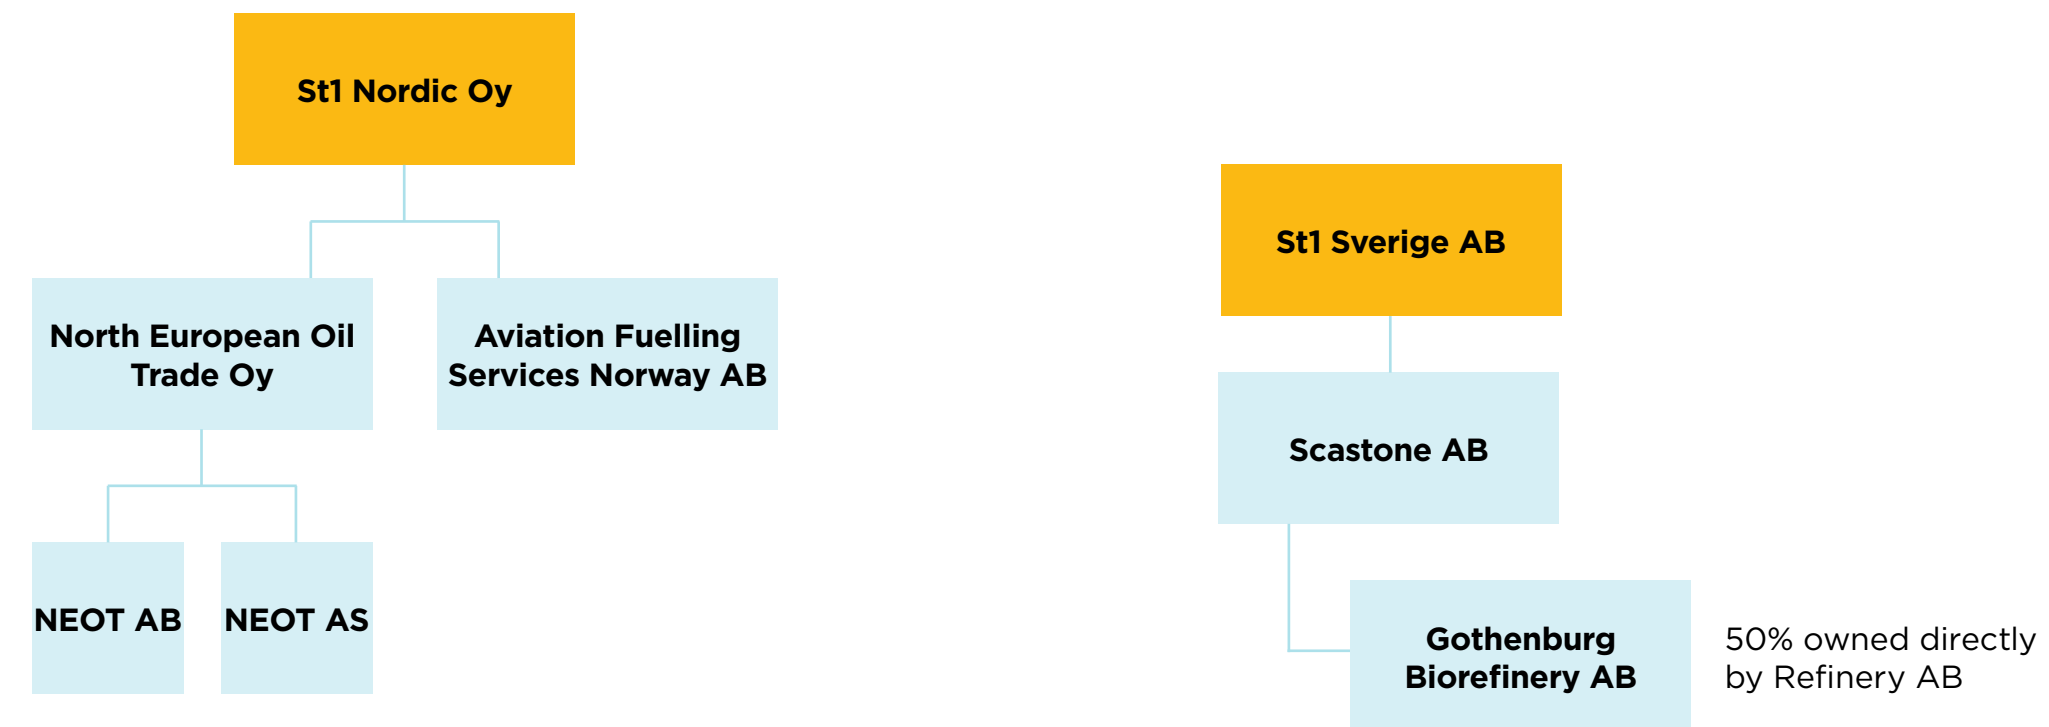 St1 Nordic Oy
St1 Sverige AB
North European Oil
Trade Oy
Aviation Fuelling
Services Norway AB
Scastone AB
NEOT AB
NEOT AS
Gothenburg
Biorefinery AB
50% owned directly
by Refinery AB